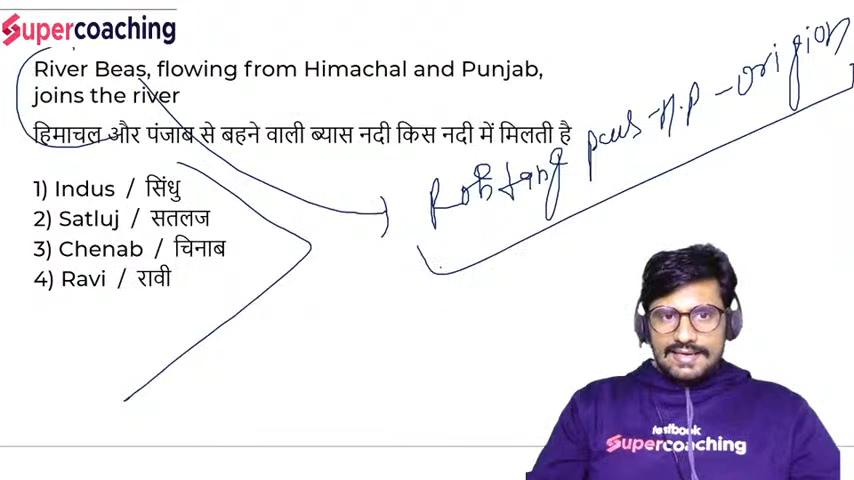 Supercoaching
River Beas, flowing from Himachal and Punjab,
joins the river
हिमाचल और पंजाब से बहने वाली ब्यास नदी किस नदी में मिलती है
1) Indus / सिंधु
2) Satluj / सतलज
3) Chenab / चिनाब
4) Ravi / रावी
Rohtang pass - H.P - origion
testbook
Supercoaching